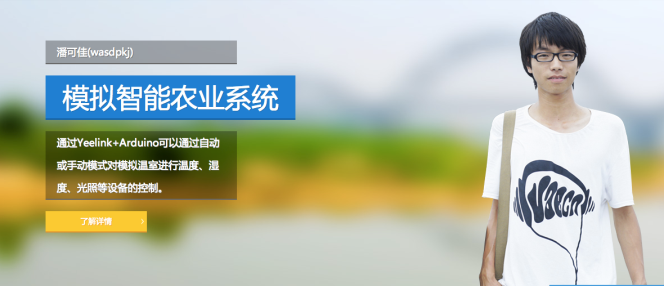 潘可佳(wasdpkj)
模拟智能农业系统
通过Yeelink+Arduino可以通过自动
或手动模式对模拟温室进行温度、湿
度、光照等设备的控制。
了解详情